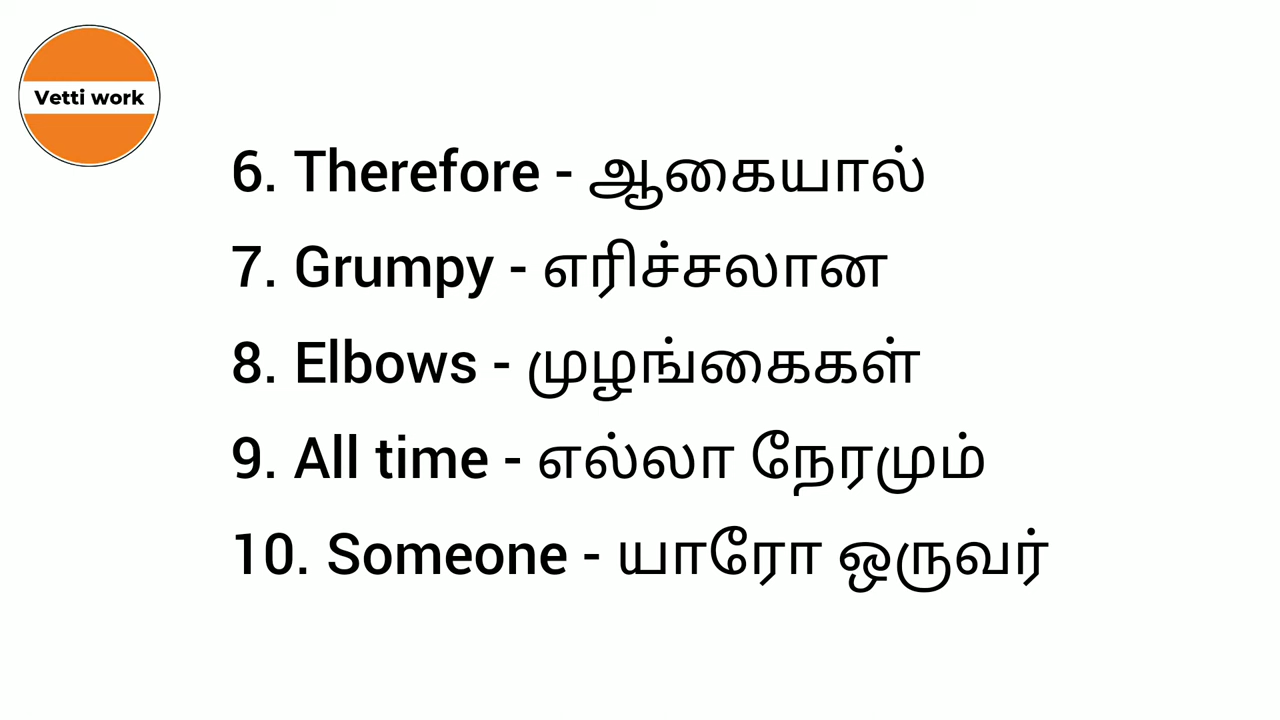 Vetti work
6. Therefore - ஆகையால்
7. Grumpy - எரிச்சலான
8. Elbows - முழங்கைகள்
9. All time - எல்லா நேரமும்
10. Someone - யாரோ ஒருவர்